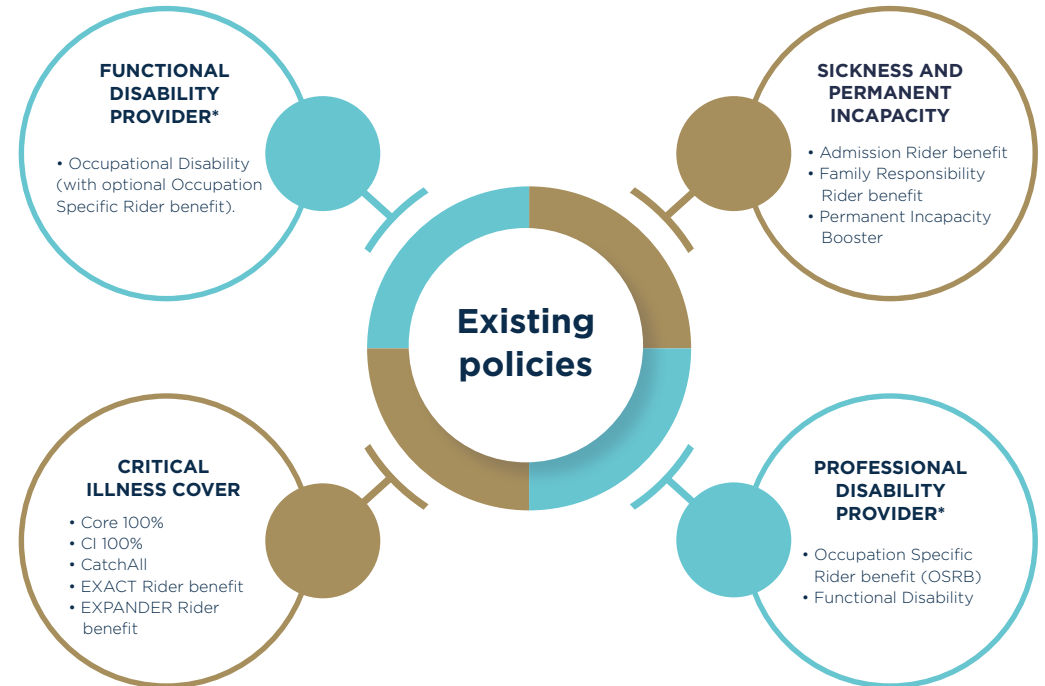 FUNCTIONAL
DISABILITY
PROVIDER*
• Occupational Disability
(with optional Occupation
Specific Rider benefit).
SICKNESS AND
PERMANENT
INCAPACITY
• Admission Rider benefit
• Family Responsibility
Rider benefit
• Permanent Incapacity
Booster
Existing
policies
CRITICAL
ILLNESS COVER
• Core 100%
• CI 100%
• CatchAll
• EXACT Rider benefit
• EXPANDER Rider
benefit
PROFESSIONAL
DISABILITY
PROVIDER*
• Occupation Specific
Rider benefit (OSRB)
• Functional Disability